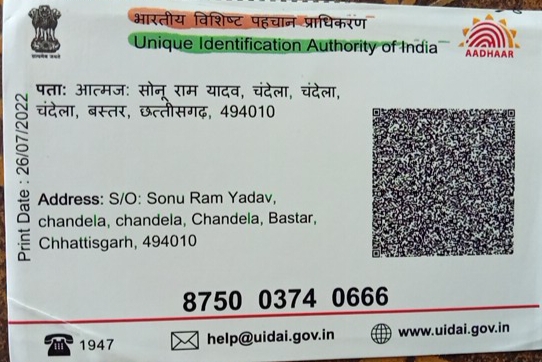 भारतीय विशिष्ट पहचान प्राधिकरण
Unique Identification Authority of India
AADHAAR
पता: आत्मज: सोनू राम यादव, चंदेला, चंदेला,
चंदेला, बस्तर, छत्तीसगढ़, 494010
Print Date : 26/07/2022
Address: S/O: Sonu Ram Yadav,
chandela, chandela, Chandela, Bastar,
Chhattisgarh, 494010
8750 0374 0666
1947
help@uidai.gov.in
www.uidai.gov.in